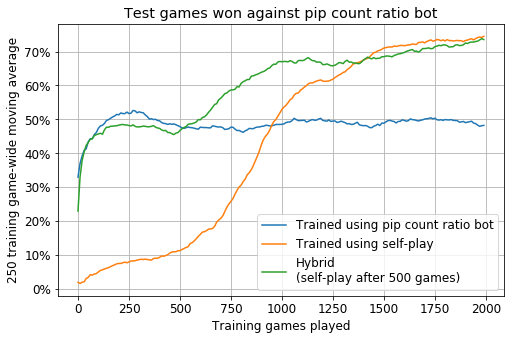 Test games won against pip count ratio bot
250 training game-wide moving average
70%
60%
50%
40%
30%
20%
10%
0%
Trained using pip count ratio bot
Trained using self-play
Hybrid
(self-play after 500 games)
0 250 500 750 1000 1250 1500 1750 2000
Training games played